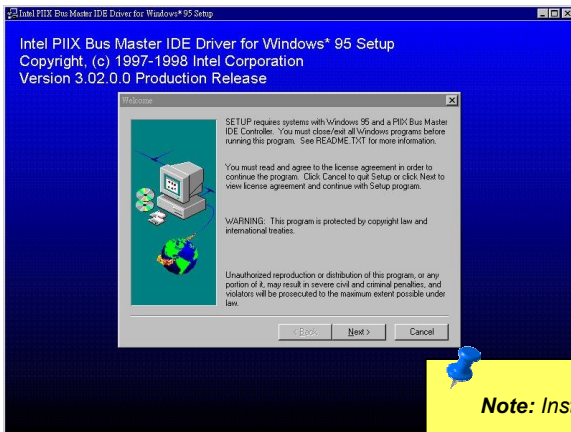 Intel PIIX Bus Master IDE Driver for Windows* 95 Setup
Intel PIIX Bus Master IDE Driver for Windows* 95 Setup
Copyright, (c) 1997-1998 Intel Corporation
Version 3.02.0.0 Production Release
Welcome
SETUP requires systems with Windows 95 and a PIIX Bus Master
IDE Controller. You must close/exit all Windows programs before
running this program. See README.TXT for more information.
You must read and agree to the license agreement in order to
continue the program. Click Cancel to quit Setup or click Next to
view license agreement and continue with Setup program.
WARNING: This program is protected by copyright law and
international treaties.
Unauthorized reproduction or distribution of this program, or any
portion of it, may result in severe civil and criminal penalties, and
violators will be prosecuted to the maximum extent possible under
law.
< Back Next > Cancel
Note: